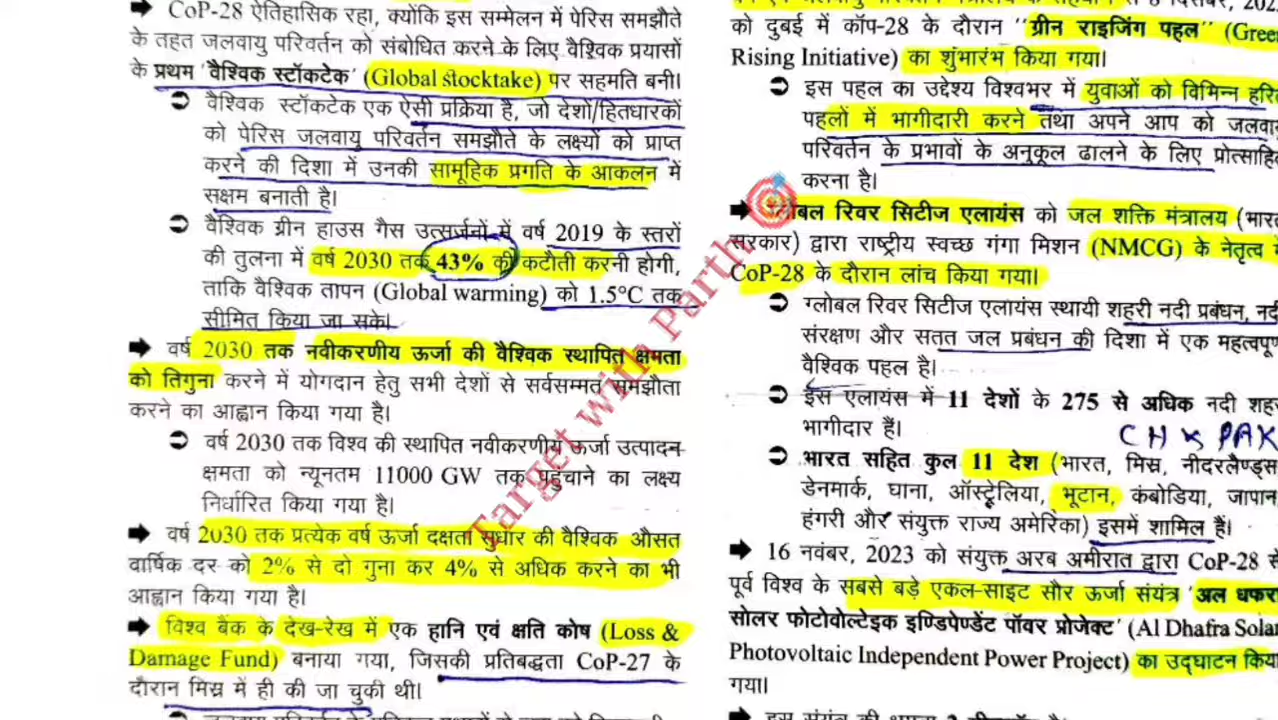 ➡ CoP-28 ऐतिहासिक रहा, क्योंकि इस सम्मेलन में पेरिस समझौते
के तहत जलवायु परिवर्तन को संबोधित करने के लिए वैश्विक प्रयासों
के प्रथम 'वैश्विक स्टॉकटेक' (Global stocktake) पर सहमति बनी।
➲ वैश्विक स्टॉकटेक एक ऐसी प्रक्रिया है, जो देशों/हितधारकों
को पेरिस जलवायु परिवर्तन समझौते के लक्ष्यों को प्राप्त
करने की दिशा में उनकी सामूहिक प्रगति के आकलन में
सक्षम बनाती है।
➲ वैश्विक ग्रीन हाउस गैस उत्सर्जनों में वर्ष 2019 के स्तरों
की तुलना में वर्ष 2030 तक 43% की कटौती करनी होगी,
ताकि वैश्विक तापन (Global warming) को 1.5°C तक
सीमित किया जा सके।
➡ वर्ष 2030 तक नवीकरणीय ऊर्जा की वैश्विक स्थापित क्षमता
को तिगुना करने में योगदान हेतु सभी देशों से सर्वसम्मत समझौता
करने का आह्वान किया गया है।
➲ वर्ष 2030 तक विश्व की स्थापित नवीकरणीय ऊर्जा उत्पादन
क्षमता को न्यूनतम 11000 GW तक पहुंचाने का लक्ष्य
निर्धारित किया गया है।
➡ वर्ष 2030 तक प्रत्येक वर्ष ऊर्जा दक्षता सुधार की वैश्विक औसत
वार्षिक दर को 2% से दो गुना कर 4% से अधिक करने का भी
आह्वान किया गया है।
➡ विश्व बैंक के देख-रेख में एक हानि एवं क्षति कोष (Loss &
Damage Fund) बनाया गया, जिसकी प्रतिबद्धता CoP-27 के
दौरान मिस्र में ही की जा चुकी थी।
को दुबई में कॉप-28 के दौरान ''ग्रीन राइजिंग पहल'' (Green
Rising Initiative) का शुंभारंभ किया गया।
➲ इस पहल का उद्देश्य विश्वभर में युवाओं को विभिन्न
पहलों में भागीदारी करने तथा अपने आप को
परिवर्तन के प्रभावों के अनुकूल ढालने के लिए
करना है।
➡ ग्लोबल रिवर सिटीज एलायंस को जल शक्ति मंत्रालय
सरकार) द्वारा राष्ट्रीय स्वच्छ गंगा मिशन (NMCG) के नेतृत्व
CoP-28 के दौरान लांच किया गया।
➲ ग्लोबल रिवर सिटीज एलायंस स्थायी शहरी नदी प्रबंधन,
संरक्षण और सतत जल प्रबंधन की दिशा में एक महत्वपूर्ण
वैश्विक पहल है।
➲ इस एलायंस में 11 देशों के 275 से अधिक नदी शहर
भागीदार हैं।
CH x PAK
➲ भारत सहित कुल 11 देश (भारत, मिस्र, नीदरलैण्ड्स
डेनमार्क, घाना, ऑस्ट्रेलिया, भूटान, कंबोडिया, जापान
हंगरी और संयुक्त राज्य अमेरिका) इसमें शामिल हैं।
➡ 16 नवंबर, 2023 को संयुक्त अरब अमीरात द्वारा CoP-28 से
पूर्व विश्व के सबसे बड़े एकल-साइट सौर ऊर्जा संयंत्र 'अल धफरा
सोलर फोटोवोल्टेइक इण्डिपेण्डेंट पॉवर प्रोजेक्ट' (Al Dhafra Solar
Photovoltaic Independent Power Project) का उद्घाटन किया
गया।
Target with Parth